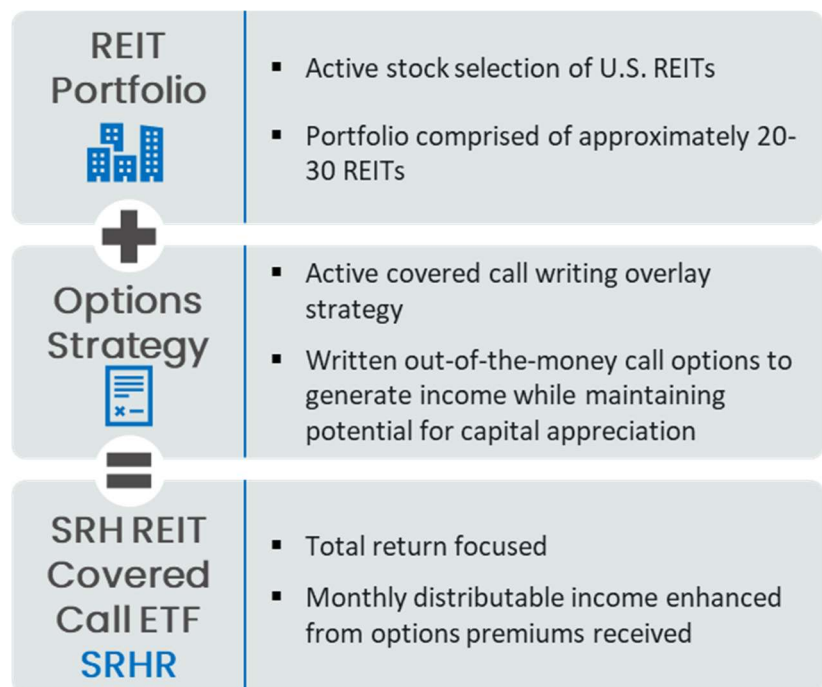 REIT
Portfolio
▪ Active stock selection of U.S. REITs
▪ Portfolio comprised of approximately 20-
30 REITs
Options
Strategy
▪ Active covered call writing overlay
strategy
▪ Written out-of-the-money call options to
generate income while maintaining
potential for capital appreciation
SRH REIT
Covered
Call ETF
SRHR
▪ Total return focused
▪ Monthly distributable income enhanced
from options premiums received